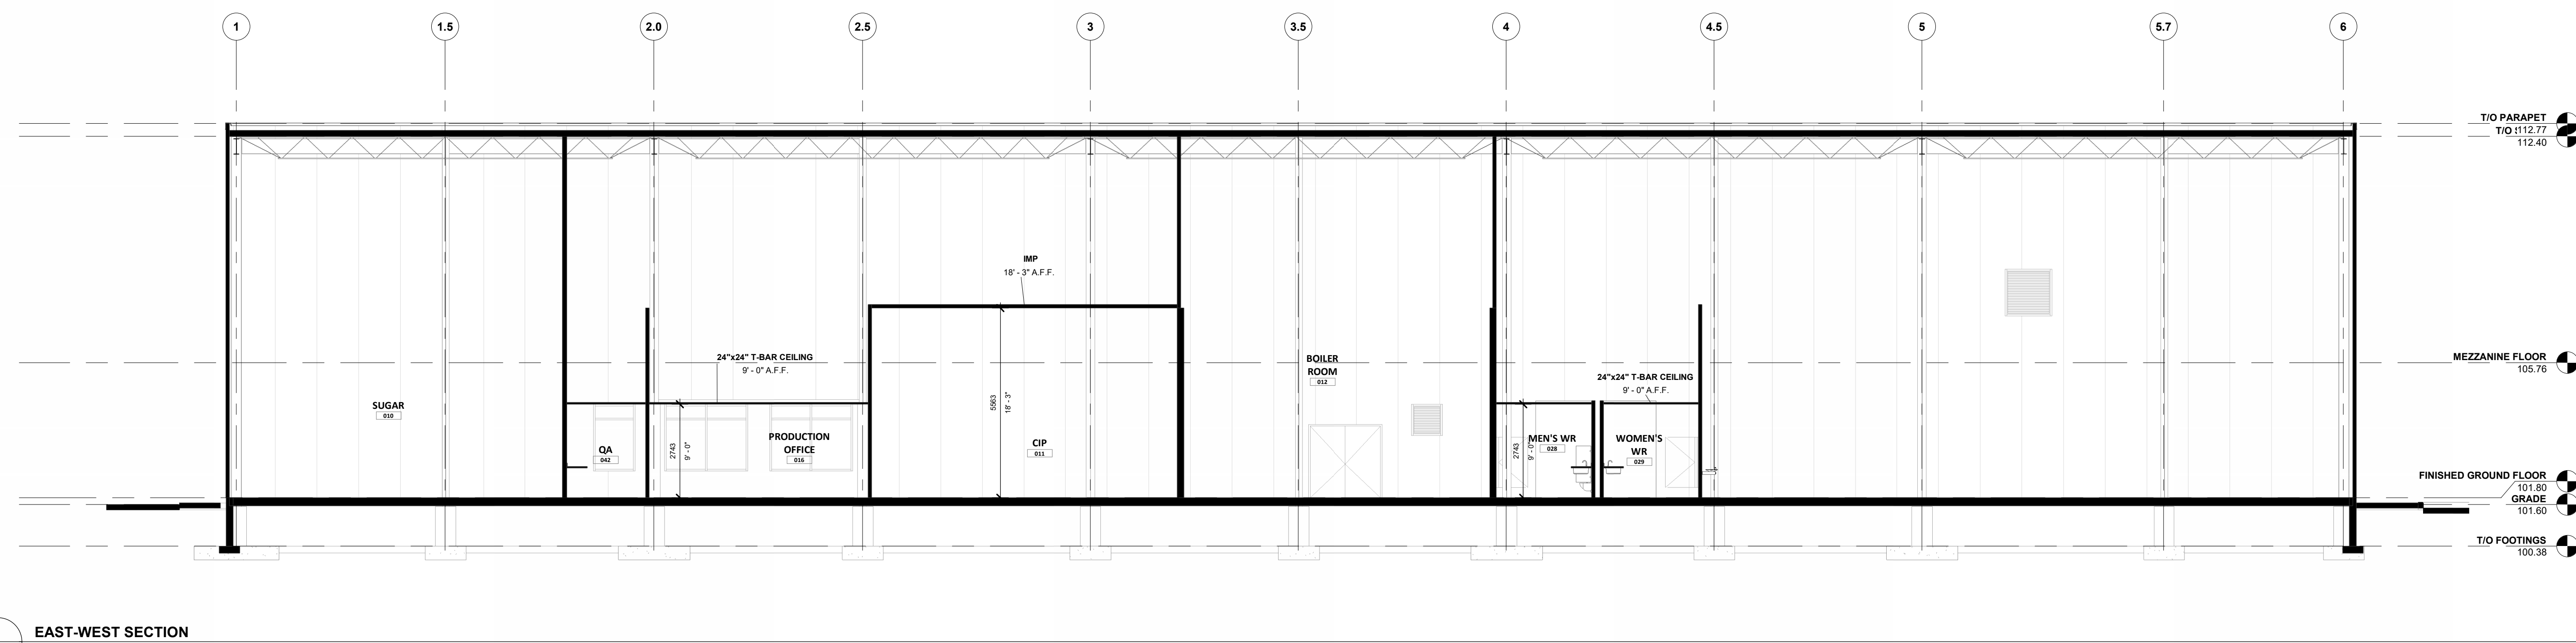 1 1.5 2.0 2.5 3 3.5 4 4.5 5 5.7 6
T/O PARAPET
112.77
T/O
112.40
IMP
18' - 3" A.F.F.
24"x24" T-BAR CEILING
9' - 0" A.F.F.
BOILER
ROOM
012
MEZZANINE FLOOR
105.76
24"x24" T-BAR CEILING
9' - 0" A.F.F.
SUGAR
010
5563
18' - 3"
QA
042
2743
9' - 0"
PRODUCTION
OFFICE
016
CIP
011
2743
9' - 0"
MEN'S WR
028
WOMEN'S
WR
029
FINISHED GROUND FLOOR
101.80
GRADE
101.60
T/O FOOTINGS
100.38
EAST-WEST SECTION